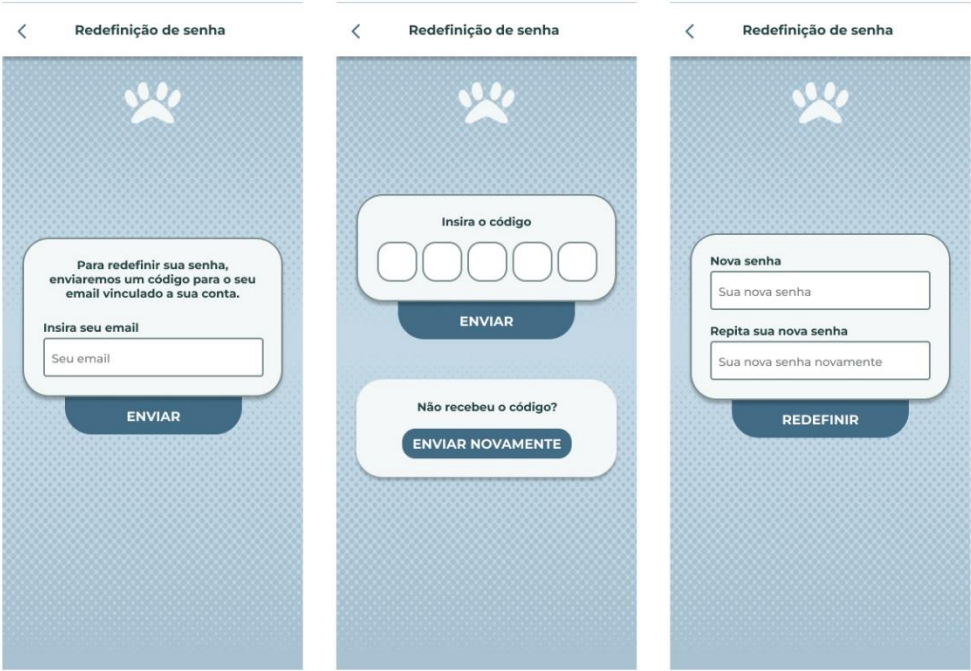 Redefinição de senha
Para redefinir sua senha,
enviaremos um código para o seu
email vinculado a sua conta.
Insira seu email
Seu email
ENVIAR
Redefinição de senha
Insira o código
ENVIAR
Não recebeu o código?
ENVIAR NOVAMENTE
Redefinição de senha
Nova senha
Sua nova senha
Repita sua nova senha
Sua nova senha novamente
REDEFINIR